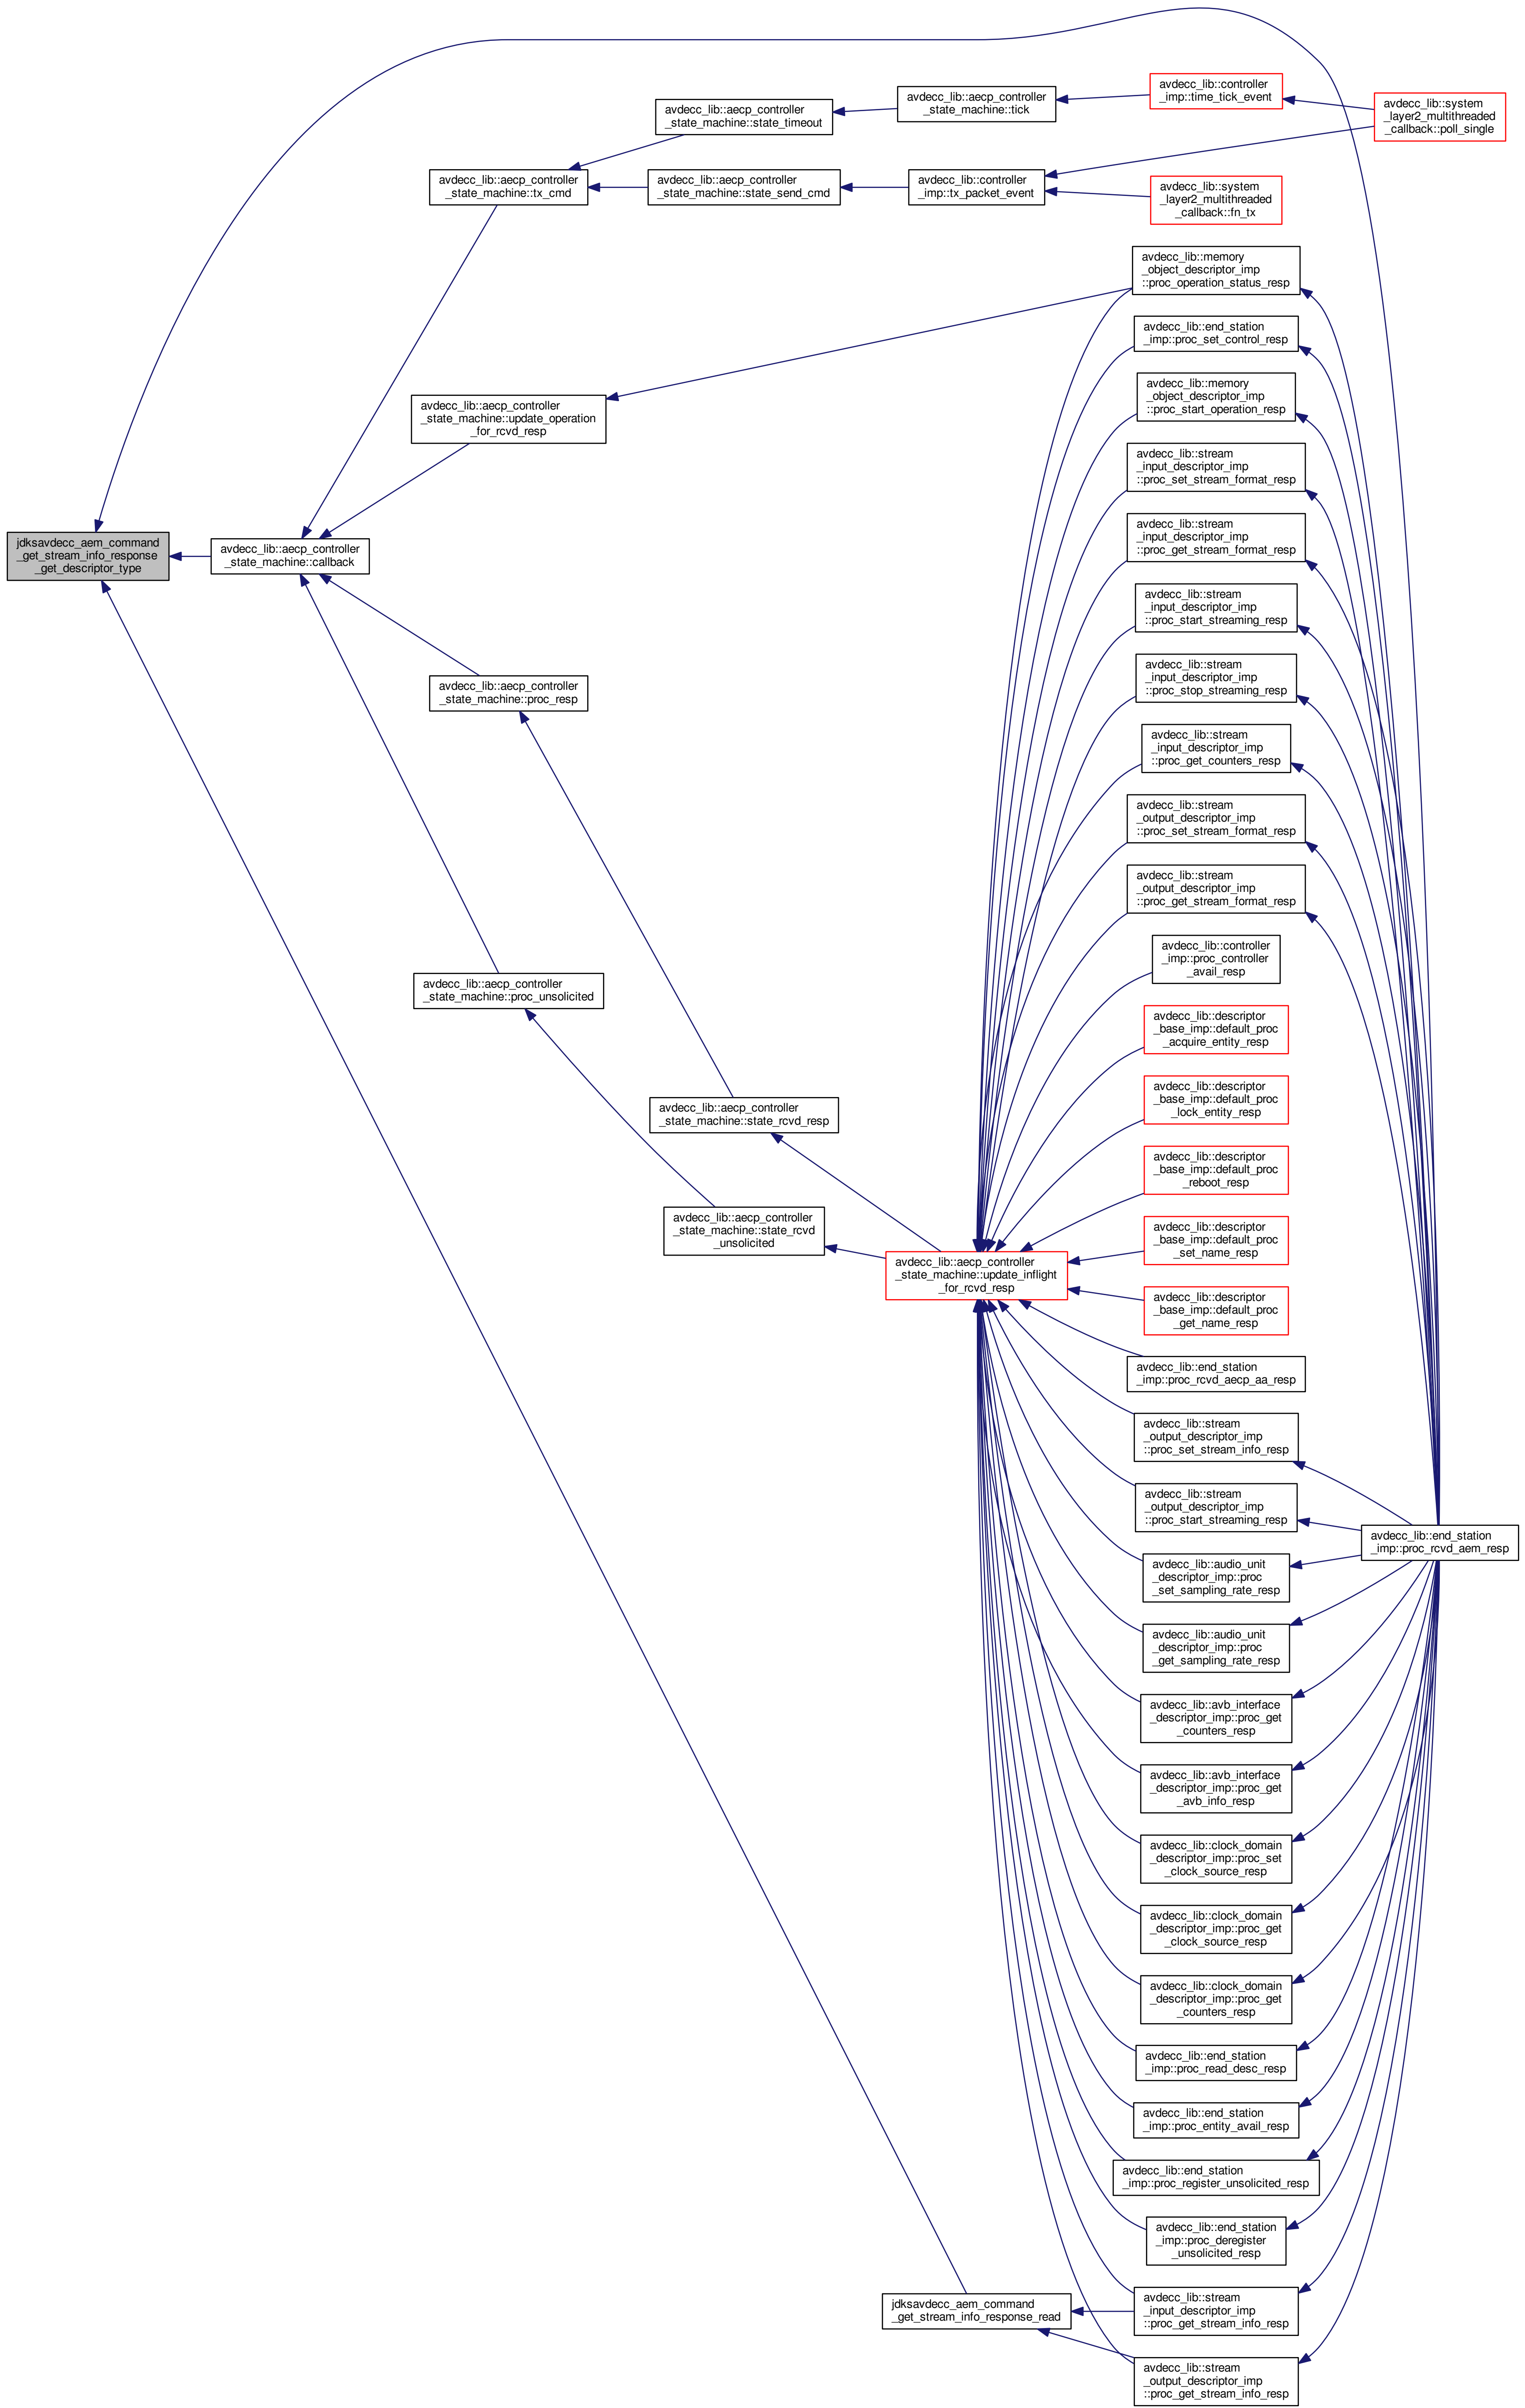 jdksavdecc_aem_command
_get_stream_info_response
_get_descriptor_type
avdecc_lib::aecp_controller
_state_machine::callback
avdecc_lib::aecp_controller
_state_machine::tx_cmd
avdecc_lib::aecp_controller
_state_machine::state_timeout
avdecc_lib::aecp_controller
_state_machine::tick
avdecc_lib::controller
_imp::time_tick_event
avdecc_lib::system
_layer2_multithreaded
_callback::poll_single
avdecc_lib::aecp_controller
_state_machine::state_send_cmd
avdecc_lib::controller
_imp::tx_packet_event
avdecc_lib::system
_layer2_multithreaded
_callback::fn_tx
avdecc_lib::aecp_controller
_state_machine::update_operation
_for_rcvd_resp
avdecc_lib::memory
_object_descriptor_imp
::proc_operation_status_resp
avdecc_lib::end_station
_imp::proc_set_control_resp
avdecc_lib::memory
_object_descriptor_imp
::proc_start_operation_resp
avdecc_lib::stream
_input_descriptor_imp
::proc_set_stream_format_resp
avdecc_lib::stream
_input_descriptor_imp
::proc_get_stream_format_resp
avdecc_lib::stream
_input_descriptor_imp
::proc_start_streaming_resp
avdecc_lib::stream
_input_descriptor_imp
::proc_stop_streaming_resp
avdecc_lib::stream
_input_descriptor_imp
::proc_get_counters_resp
avdecc_lib::stream
_output_descriptor_imp
::proc_set_stream_format_resp
avdecc_lib::stream
_output_descriptor_imp
::proc_get_stream_format_resp
avdecc_lib::controller
_imp::proc_controller
_avail_resp
avdecc_lib::descriptor
_base_imp::default_proc
_acquire_entity_resp
avdecc_lib::descriptor
_base_imp::default_proc
_lock_entity_resp
avdecc_lib::descriptor
_base_imp::default_proc
_reboot_resp
avdecc_lib::descriptor
_base_imp::default_proc
_set_name_resp
avdecc_lib::descriptor
_base_imp::default_proc
_get_name_resp
avdecc_lib::aecp_controller
_state_machine::proc_resp
avdecc_lib::aecp_controller
_state_machine::proc_unsolicited
avdecc_lib::aecp_controller
_state_machine::state_rcvd_resp
avdecc_lib::aecp_controller
_state_machine::state_rcvd
_unsolicited
avdecc_lib::aecp_controller
_state_machine::update_inflight
_for_rcvd_resp
avdecc_lib::end_station
_imp::proc_rcvd_aecp_aa_resp
avdecc_lib::stream
_output_descriptor_imp
::proc_set_stream_info_resp
avdecc_lib::stream
_output_descriptor_imp
::proc_start_streaming_resp
avdecc_lib::end_station
_imp::proc_rcvd_aem_resp
avdecc_lib::audio_unit
_descriptor_imp::proc
_set_sampling_rate_resp
avdecc_lib::audio_unit
_descriptor_imp::proc
_get_sampling_rate_resp
avdecc_lib::avb_interface
_descriptor_imp::proc_get
_counters_resp
avdecc_lib::avb_interface
_descriptor_imp::proc_get
_avb_info_resp
avdecc_lib::clock_domain
_descriptor_imp::proc_set
_clock_source_resp
avdecc_lib::clock_domain
_descriptor_imp::proc_get
_clock_source_resp
avdecc_lib::clock_domain
_descriptor_imp::proc_get
_counters_resp
avdecc_lib::end_station
_imp::proc_read_desc_resp
avdecc_lib::end_station
_imp::proc_entity_avail_resp
avdecc_lib::end_station
_imp::proc_register_unsolicited_resp
avdecc_lib::end_station
_imp::proc_deregister
_unsolicited_resp
jdksavdecc_aem_command
_get_stream_info_response_read
avdecc_lib::stream
_input_descriptor_imp
::proc_get_stream_info_resp
avdecc_lib::stream
_output_descriptor_imp
::proc_get_stream_info_resp